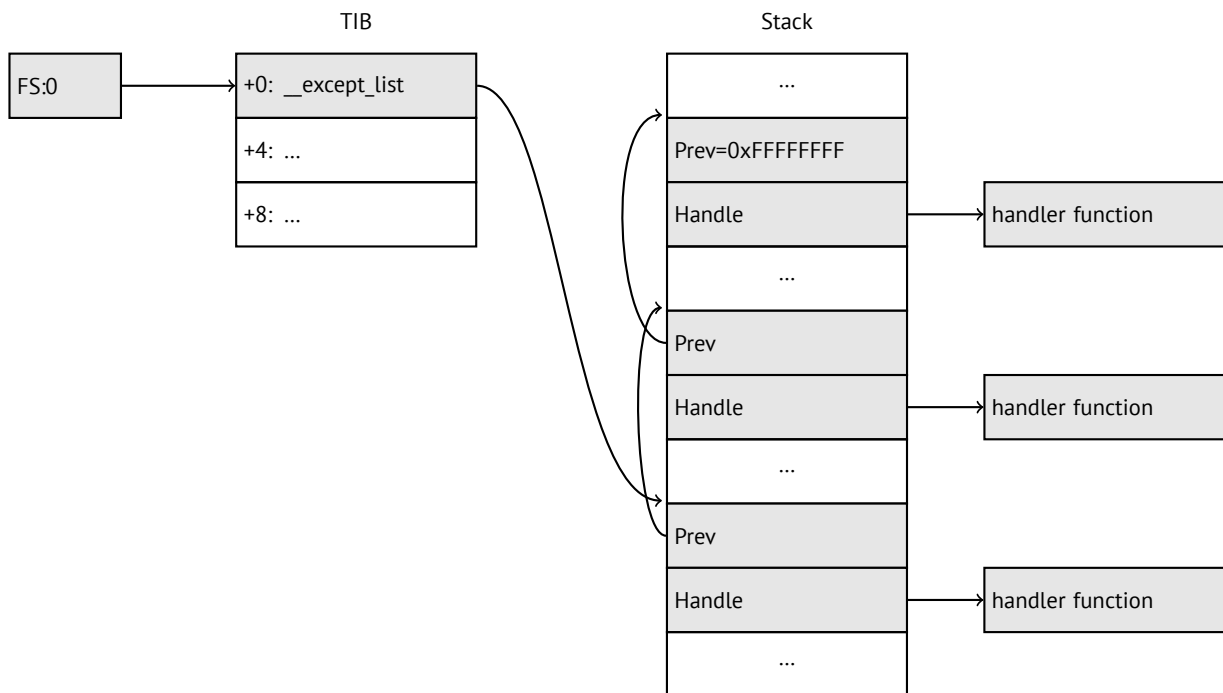 TIB
Stack
FS:0
+0: __except_list
...
+4: ...
Prev=0xFFFFFFFF
+8: ...
Handle
handler function
...
Prev
Handle
handler function
...
Prev
Handle
handler function
...